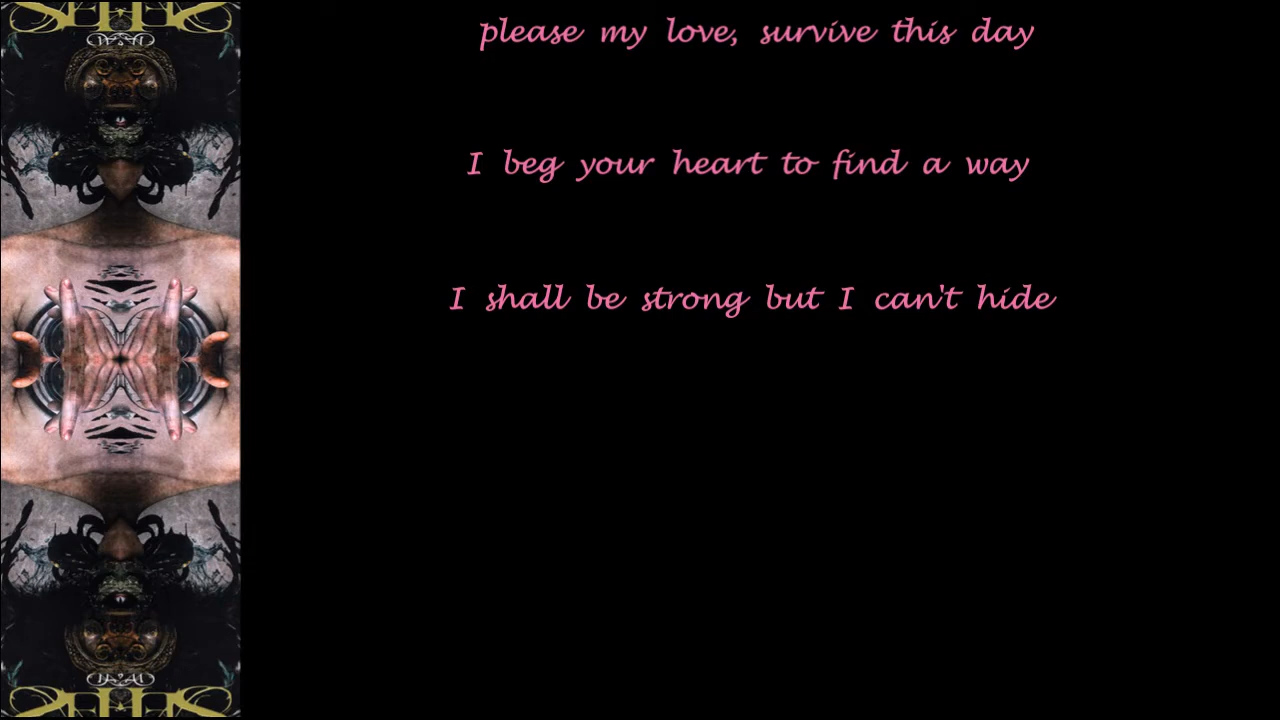 please my love, survive this day
I beg your heart to find a way
I shall be strong but I can't hide